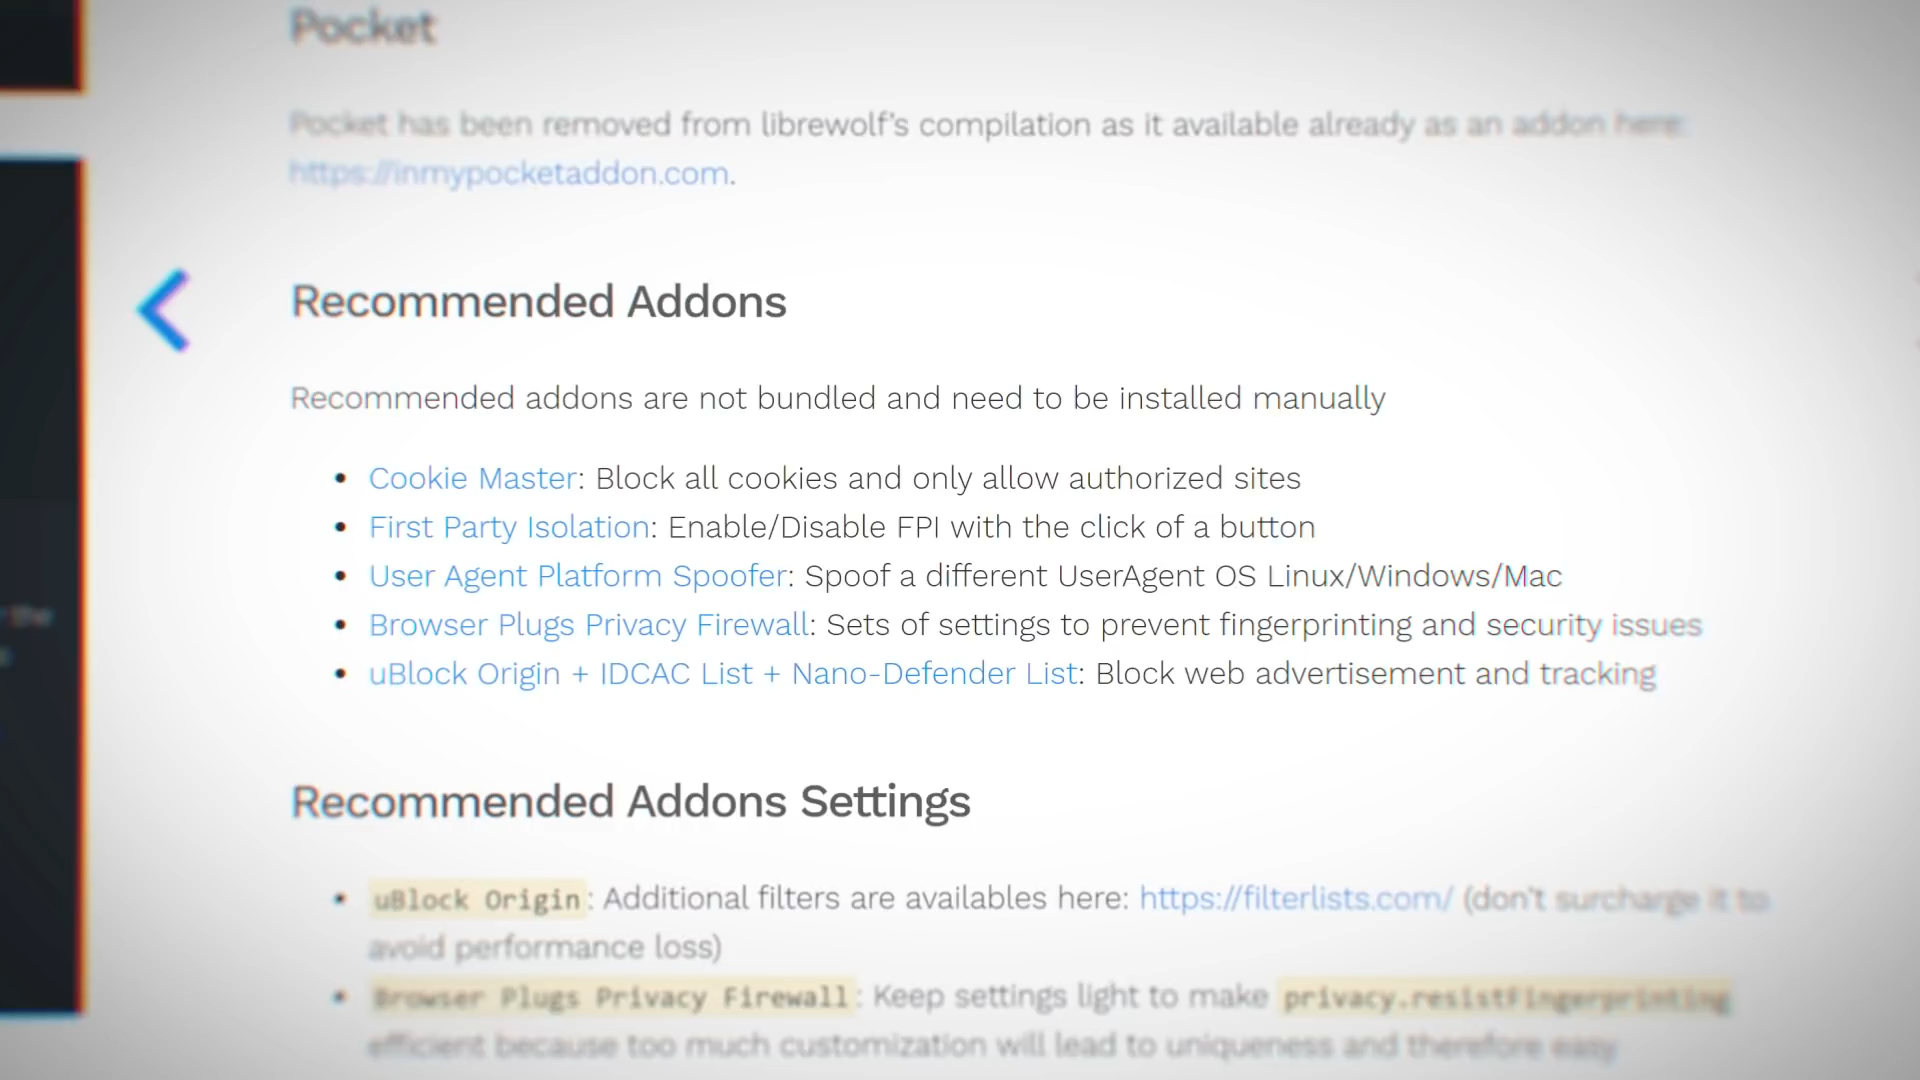 Pocket
Pocket has been removed from librewolf's compilation as it available already as an addon here:
https://inmypocketaddon.com.
Recommended Addons
Recommended addons are not bundled and need to be installed manually
• Cookie Master: Block all cookies and only allow authorized sites
• First Party Isolation: Enable/Disable FPI with the click of a button
• User Agent Platform Spoofer: Spoof a different UserAgent OS Linux/Windows/Mac
• Browser Plugs Privacy Firewall: Sets of settings to prevent fingerprinting and security issues
• uBlock Origin + IDCAC List + Nano-Defender List: Block web advertisement and tracking
Recommended Addons Settings
• uBlock Origin: Additional filters are availables here: https://filterlists.com/ (don't surcharge it to
avoid performance loss)
• Browser Plugs Privacy Firewall: Keep settings light to make privacy.resistFingerprinting
efficient because too much customization will lead to uniqueness and therefore easy
the